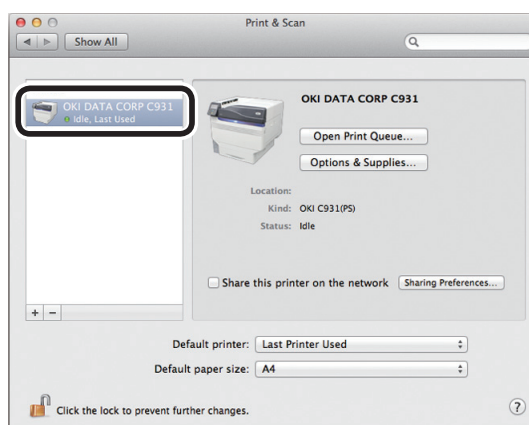 Print & Scan
Show All
OKI DATA CORP C931
Idle, Last Used
OKI DATA CORP C931
Open Print Queue...
Options & Supplies...
Location:
Kind: OKI C931(PS)
Status: Idle
Share this printer on the network Sharing Preferences...
+ −
Default printer: Last Printer Used
Default paper size: A4
Click the lock to prevent further changes.
?